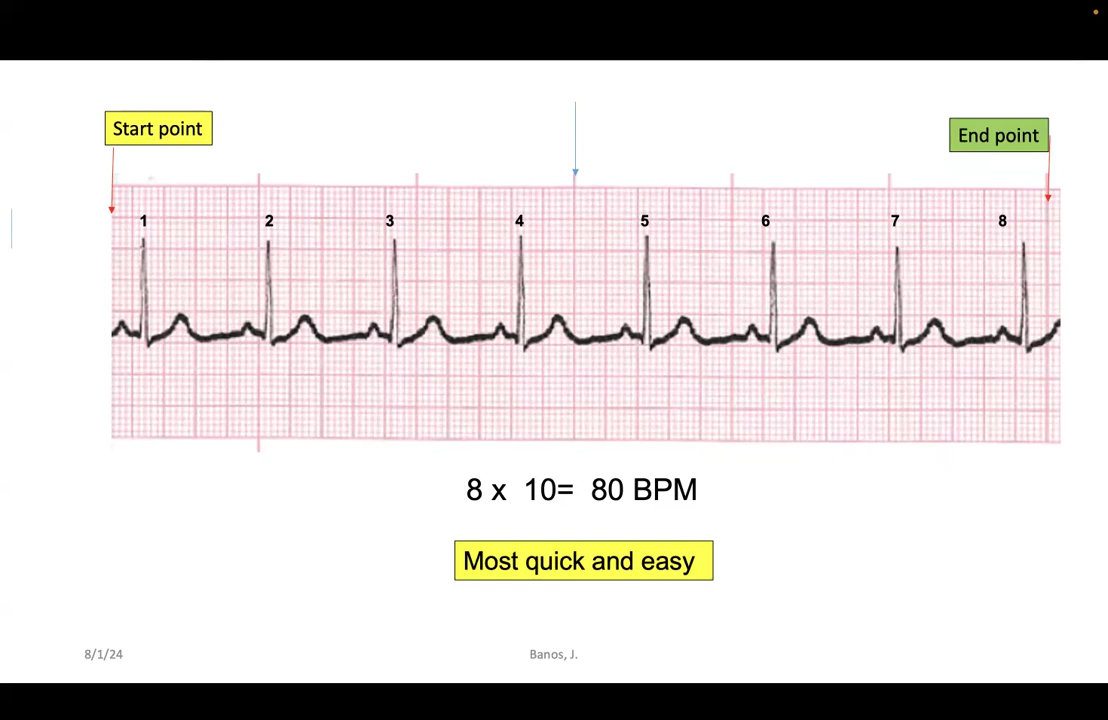 Start point
End point
1 2 3 4 5 6 7 8
8 x 10= 80 BPM
Most quick and easy
8/1/24
Banos, J.